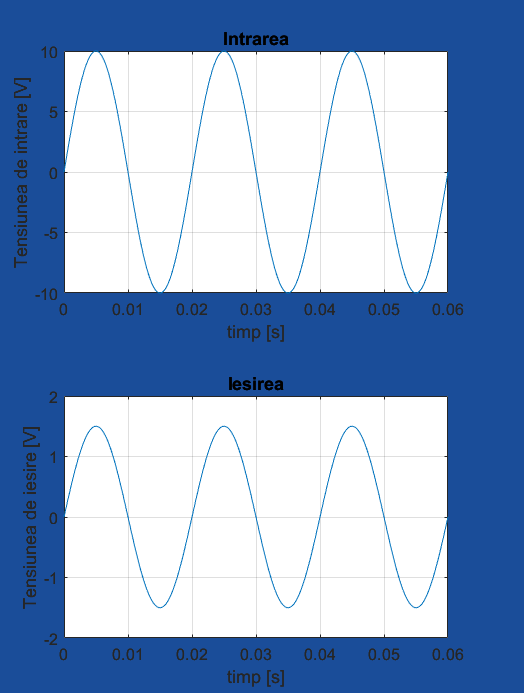 Intrarea
Tensiunea de intrare [V]
10
5
0
-5
-10
0 0.01 0.02 0.03 0.04 0.05 0.06
timp [s]
Iesirea
Tensiunea de iesire [V]
2
1
0
-1
-2
0 0.01 0.02 0.03 0.04 0.05 0.06
timp [s]